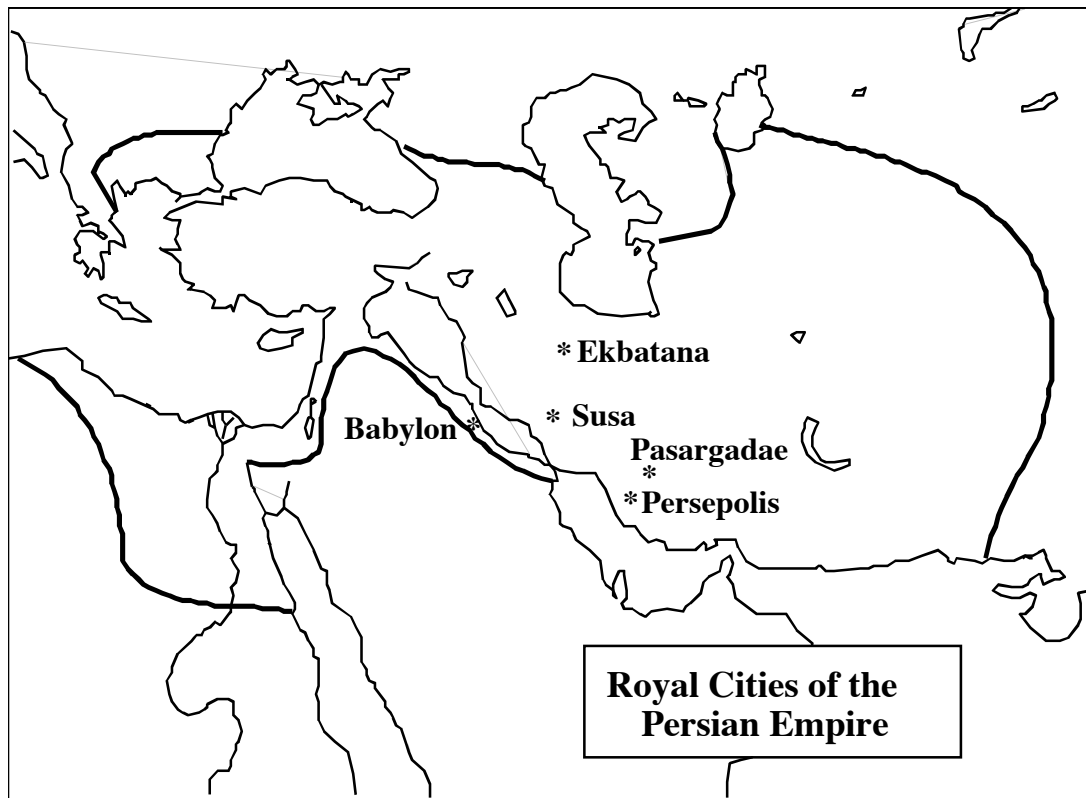 * Ekbatana
* Susa
Babylon *
Pasargadae
*
* Persepolis
Royal Cities of the
Persian Empire